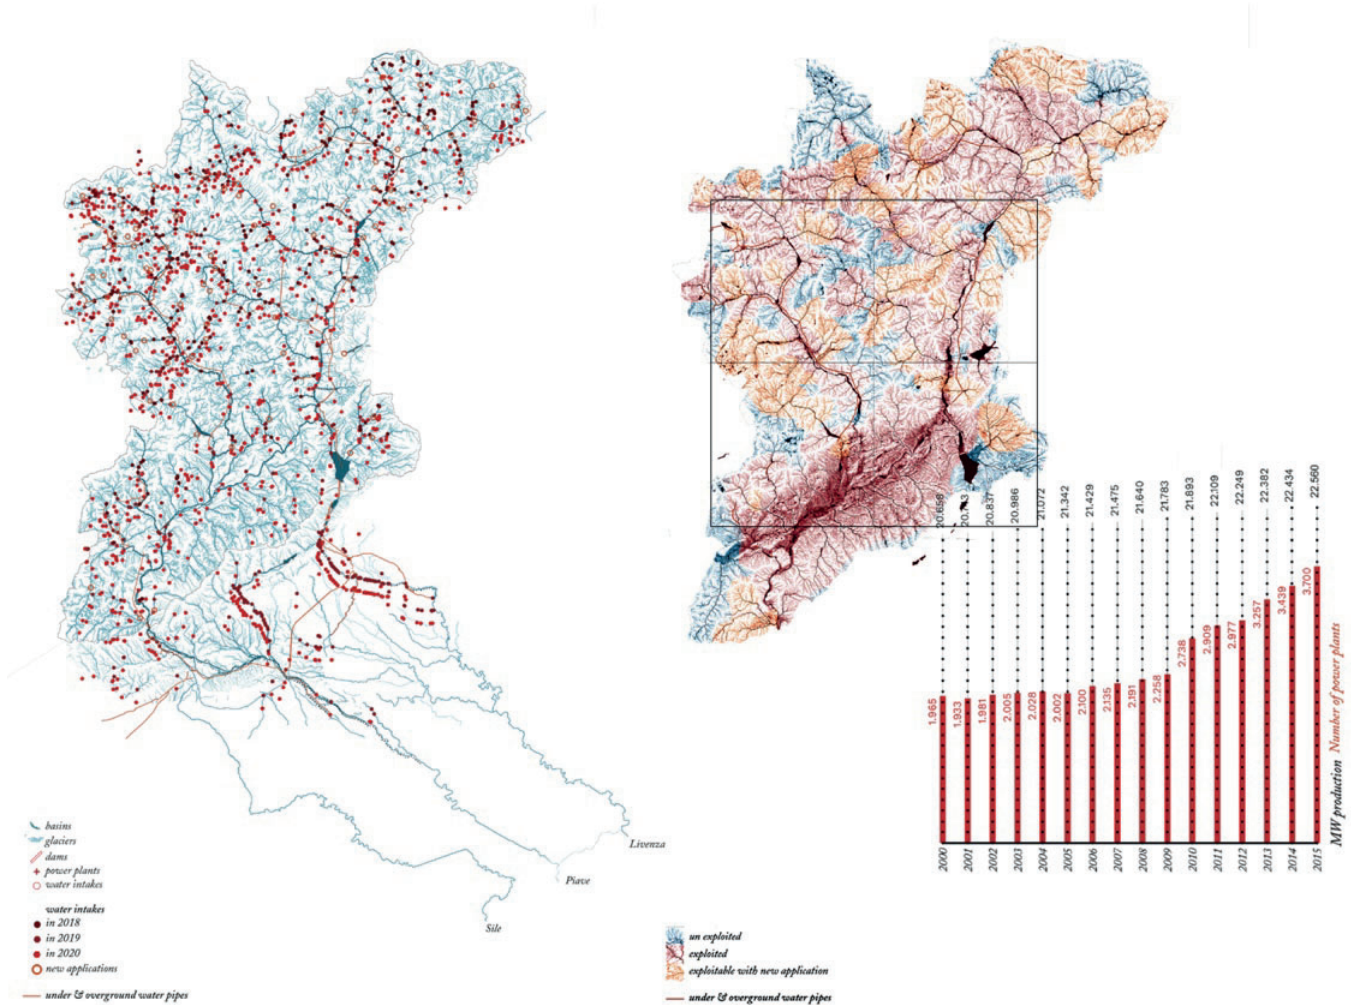 basins
glaciers
dams
power plants
water intakes
water intakes
in 2018
in 2019
in 2020
new applications
under & overground water pipes
Livenza
Piave
Sile
un exploited
exploited
exploitable with new application
under & overground water pipes
20.658
20.837
20.986
21.072
21.342
21.429
21.475
21.640
21.783
21.893
22.109
22.249
22.382
22.434
22.560
1.965
1.933
1.981
2.005
2.028
2.002
2.100
2.135
2.191
2.258
2.738
2.909
2.977
3.257
3.439
3.700
2000
2001
2002
2003
2004
2005
2006
2007
2008
2009
2010
2011
2012
2013
2014
2015
MW production Number of power plants